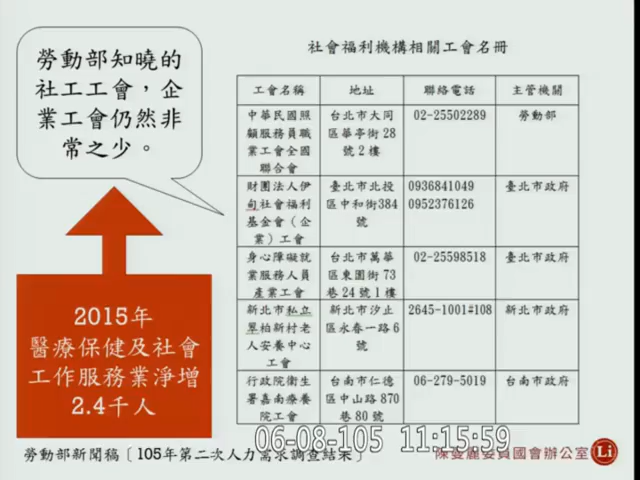 勞動部知曉的
社工工會，企
業工會仍然非
常之少。
2015年
醫療保健及社會
工作服務業淨增
2.4千人
社會福利機構相關工會名冊
工會名稱 地址 聯絡電話 主管機關
中華民國照 台北市大同 02-25502289 勞動部
顧服務員職 區華亭街28
業工會全國 號2樓
聯合會
財團法人伊 臺北市北投 0936841049 臺北市政府
甸社會福利 區中和街384 0952376126
基金會（企 號
業）工會
身心障礙就 台北市萬華 02-25598518 臺北市政府
業服務人員 區東園街73
產業工會 巷24號1樓
新北市私立 新北市汐止 2645-1001#108 新北市政府
翠柏新村老 區永春一路6
人安養中心 號
工會
行政院衛生 台南市仁德 06-279-5019 台南市政府
署嘉南療養 區中山路870
院工會 巷80號
06-08-105 11:15:59
勞動部新聞稿〔105年第二次人力需求調查結果〕
陳曼麗委員國會辦公室 Li